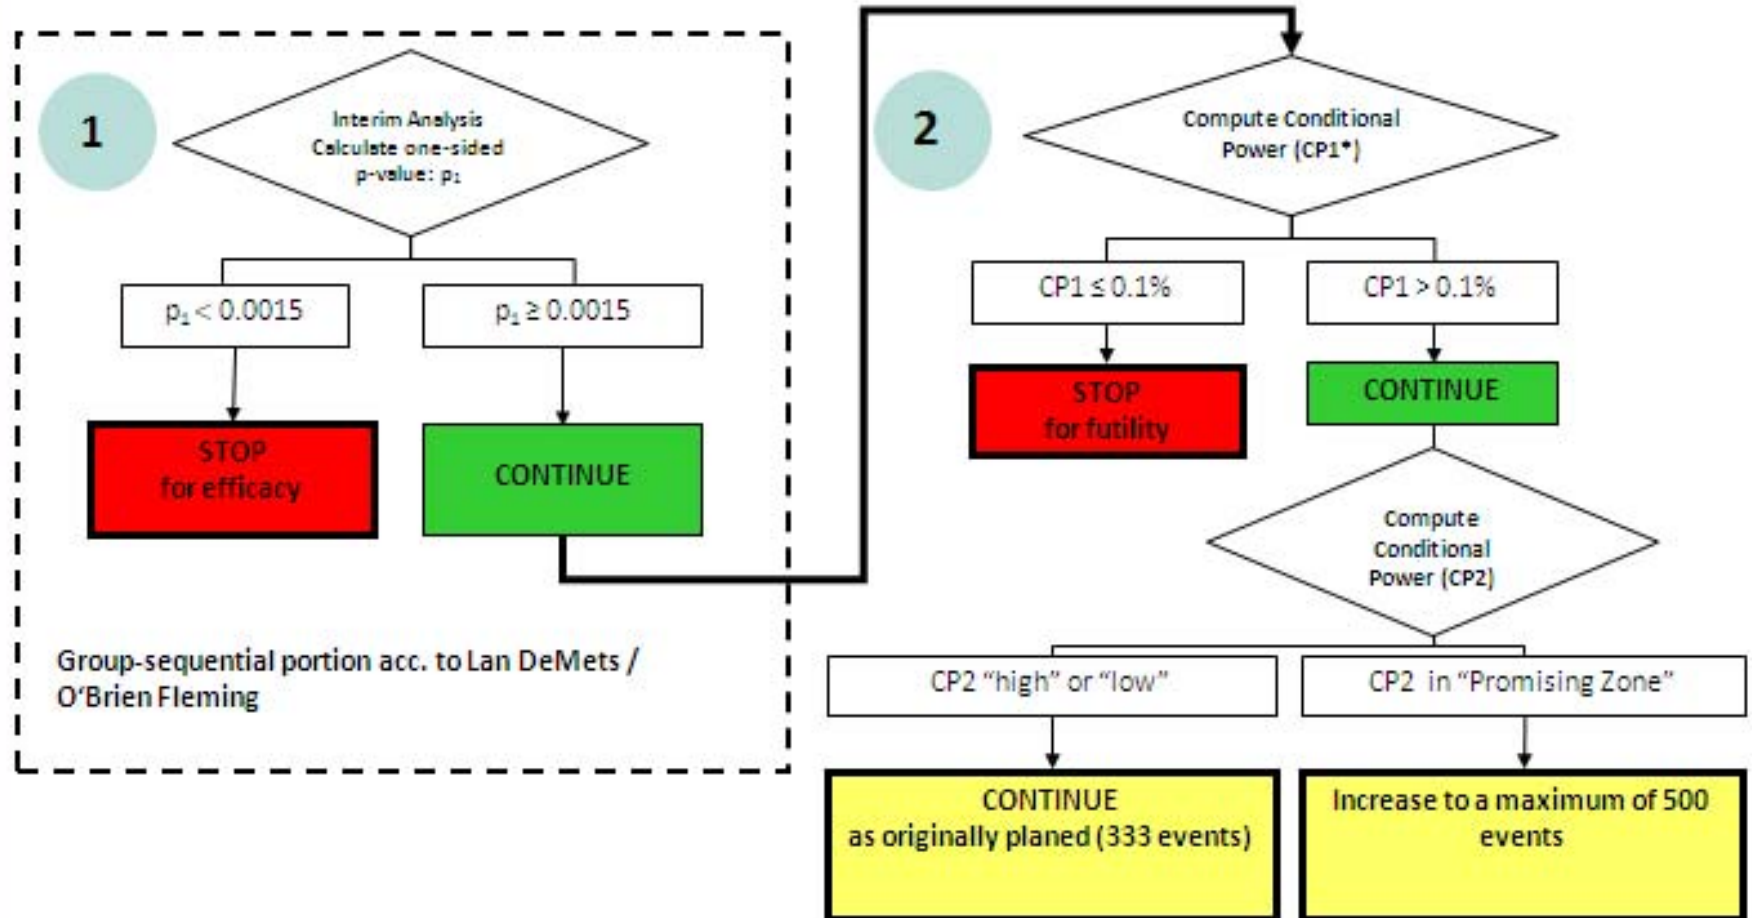 1
Interim Analysis
Calculate one-sided
p-value: p₁
p₁ < 0.0015
p₁ ≥ 0.0015
STOP
for efficacy
CONTINUE
Group-sequential portion acc. to Lan DeMets /
O‘Brien Fleming
2
Compute Conditional
Power (CP1*)
CP1 ≤ 0.1%
CP1 > 0.1%
STOP
for futility
CONTINUE
Compute
Conditional
Power (CP2)
CP2 “high” or “low”
CP2 in “Promising Zone”
CONTINUE
as originally planed (333 events)
Increase to a maximum of 500
events